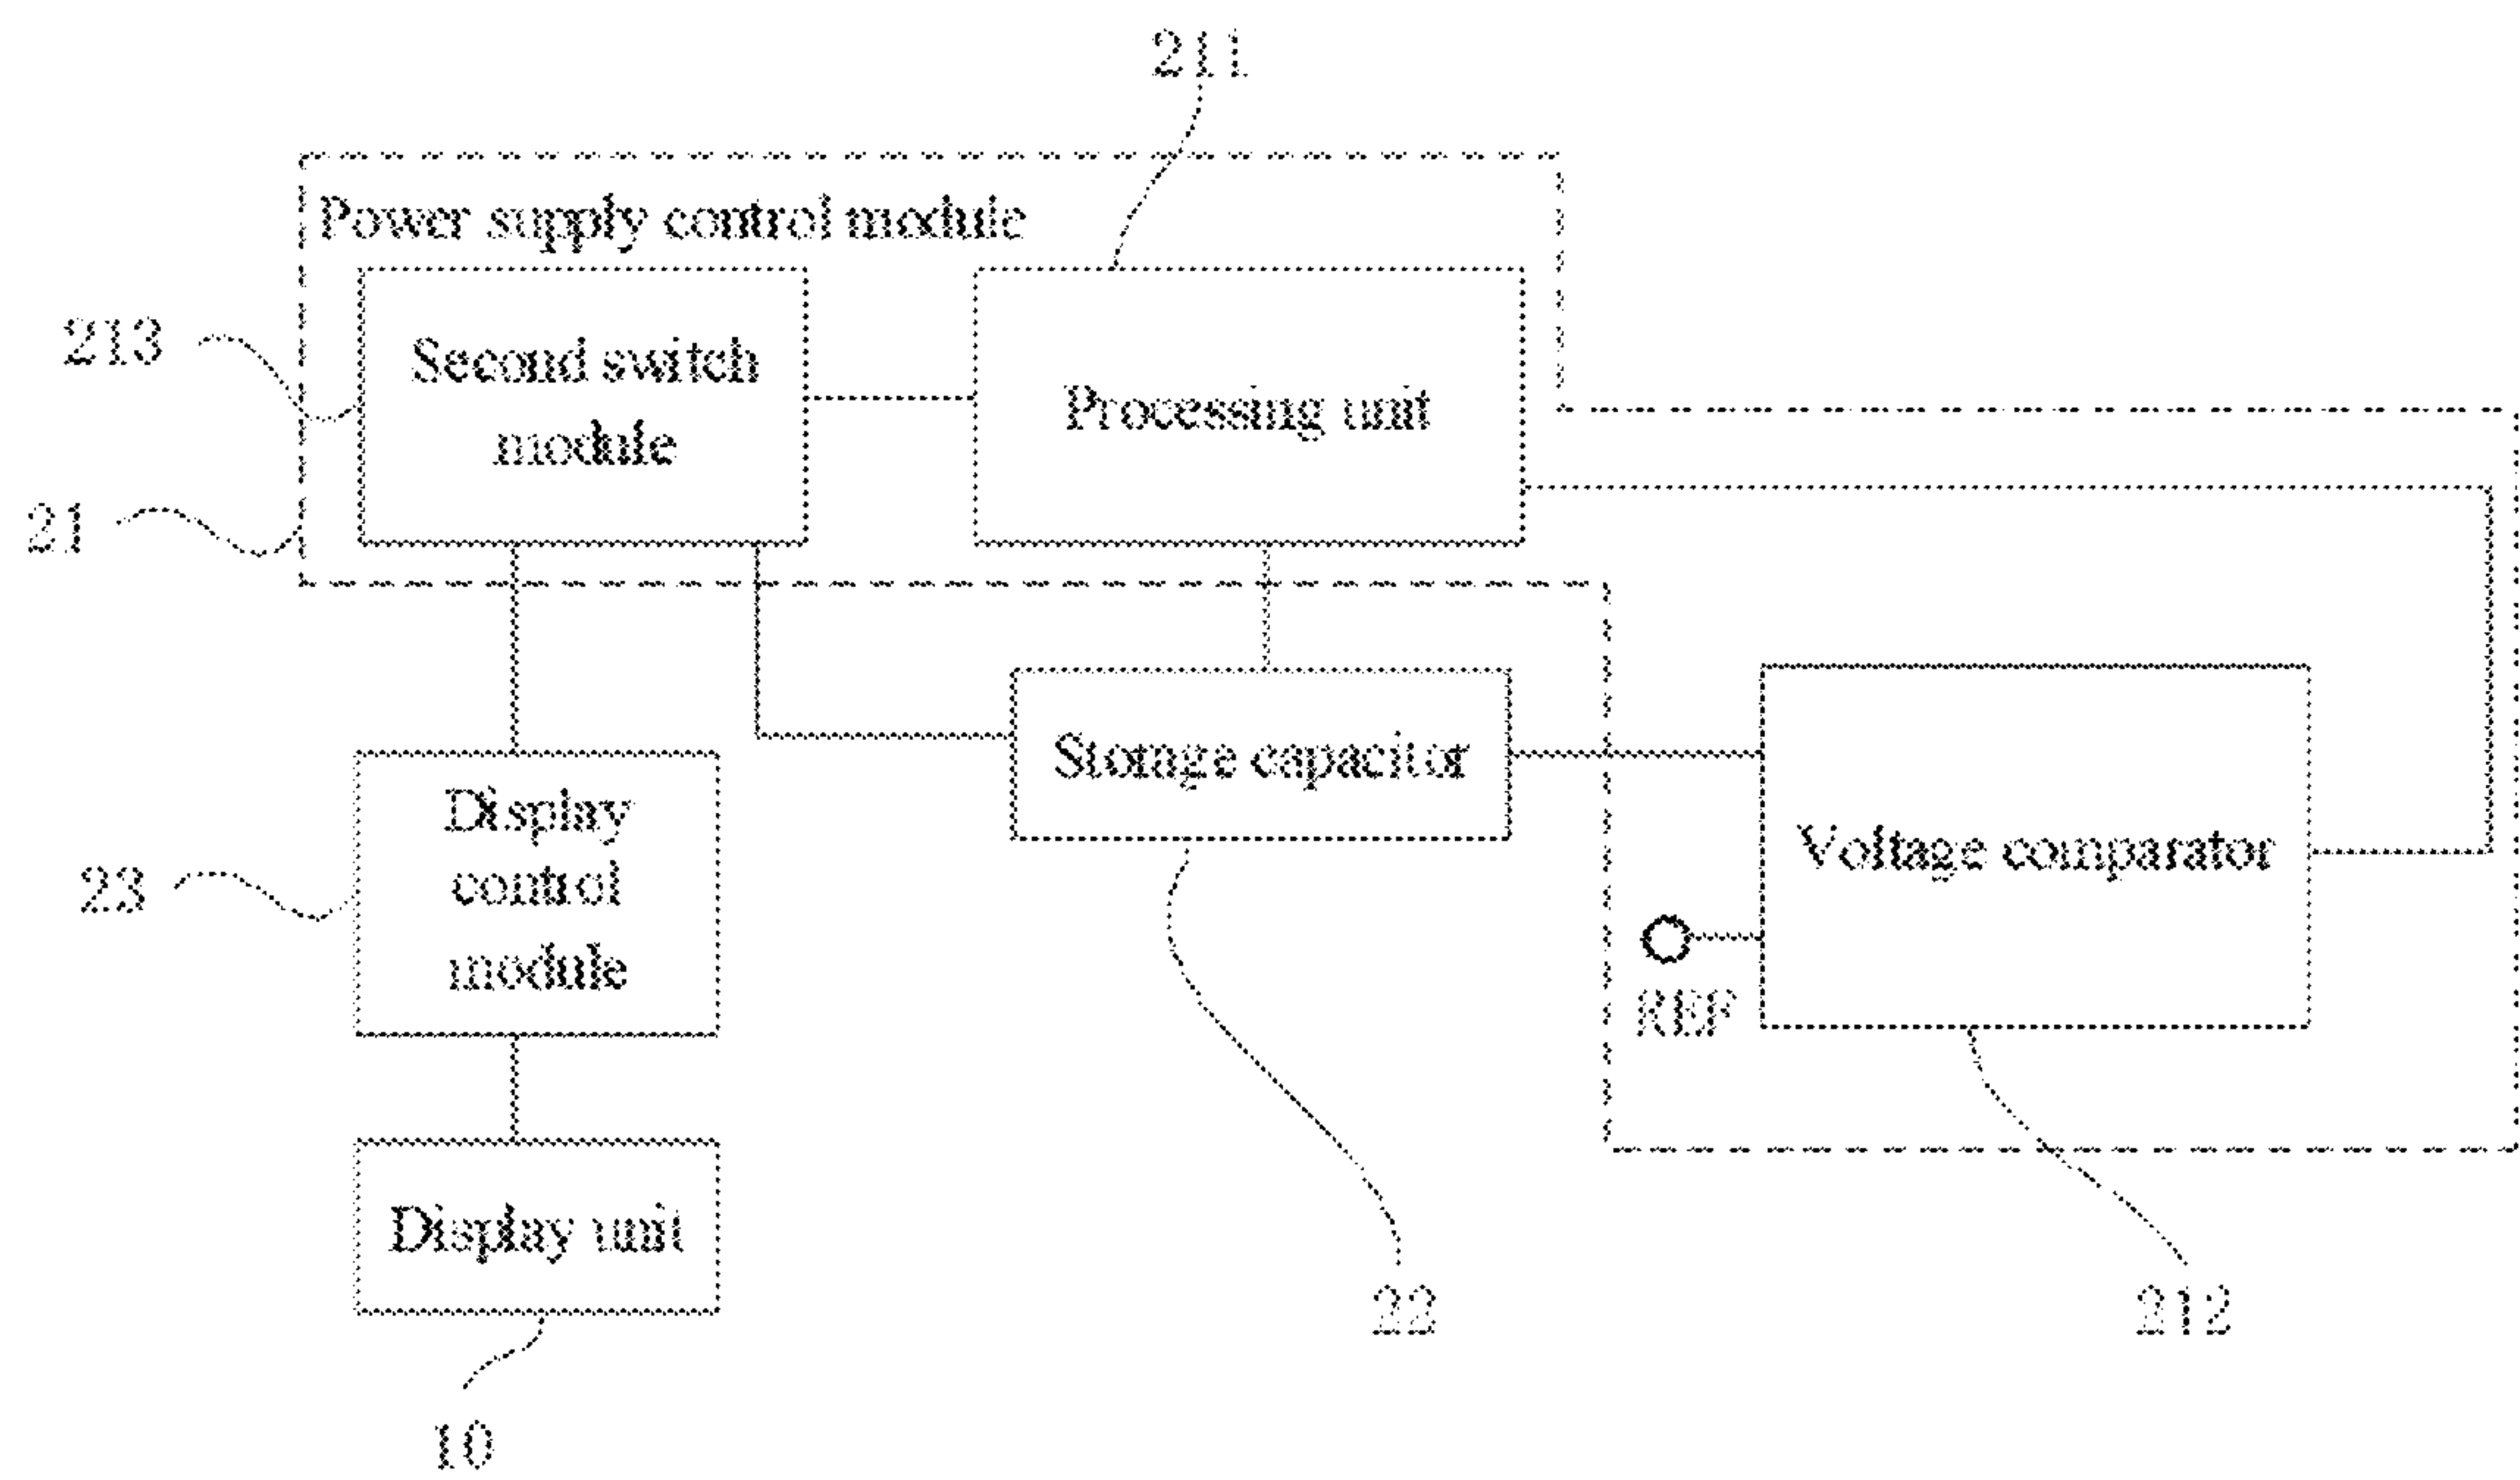 211
Power supply control module
213
Second switch
module
Processing unit
21
Storage capacitor
Display
control
module
Voltage comparator
23
REF
Display unit
22
212
10